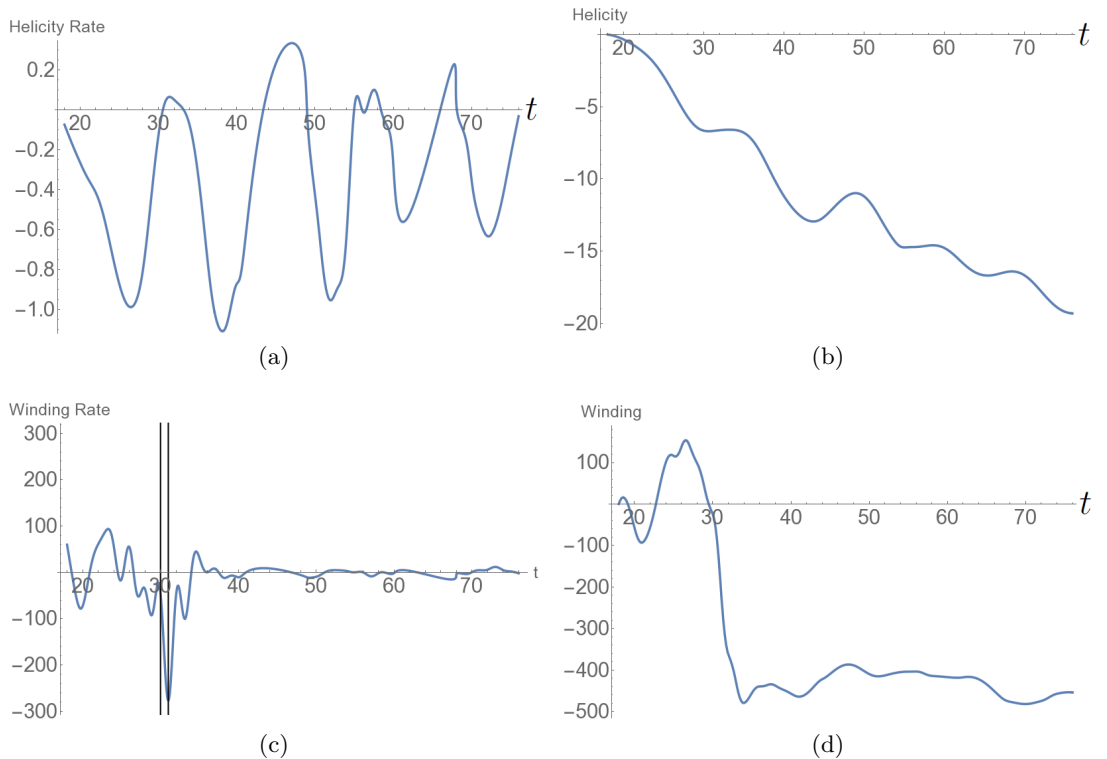 Helicity Rate
0.2
-0.2
-0.4
-0.6
-0.8
-1.0
20 30 40 50 60 70 t
(a)
Helicity
-5
-10
-15
-20
20 30 40 50 60 70 t
(b)
Winding Rate
300
200
100
-100
-200
-300
20 30 40 50 60 70 t
(c)
Winding
100
-100
-200
-300
-400
-500
20 30 40 50 60 70 t
(d)